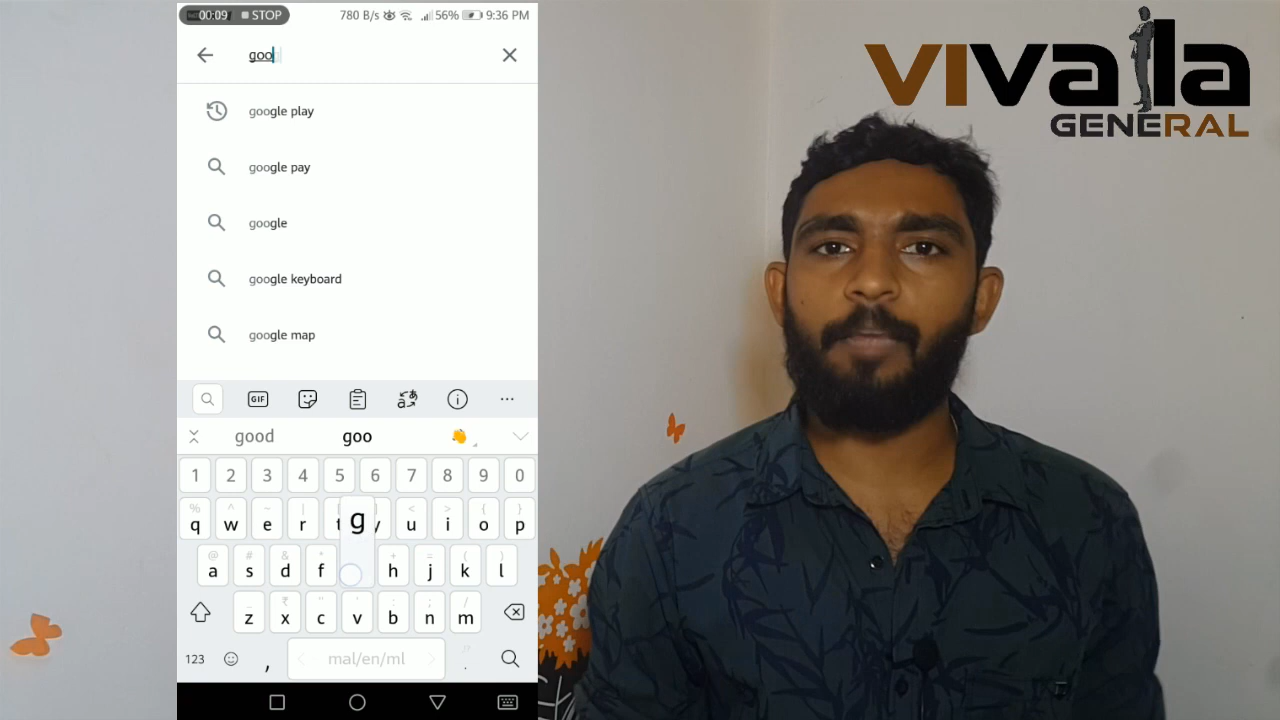 00:09 STOP 780 B/s 56% 9:36 PM
goo
google play
google pay
google
google keyboard
google map
GIF
good goo
1 2 3 4 5 6 7 8 9 0
q w e r t y u i o p
g
a s d f h j k l
z x c v b n m
123 , mal/en/ml .
viva la
GENERAL